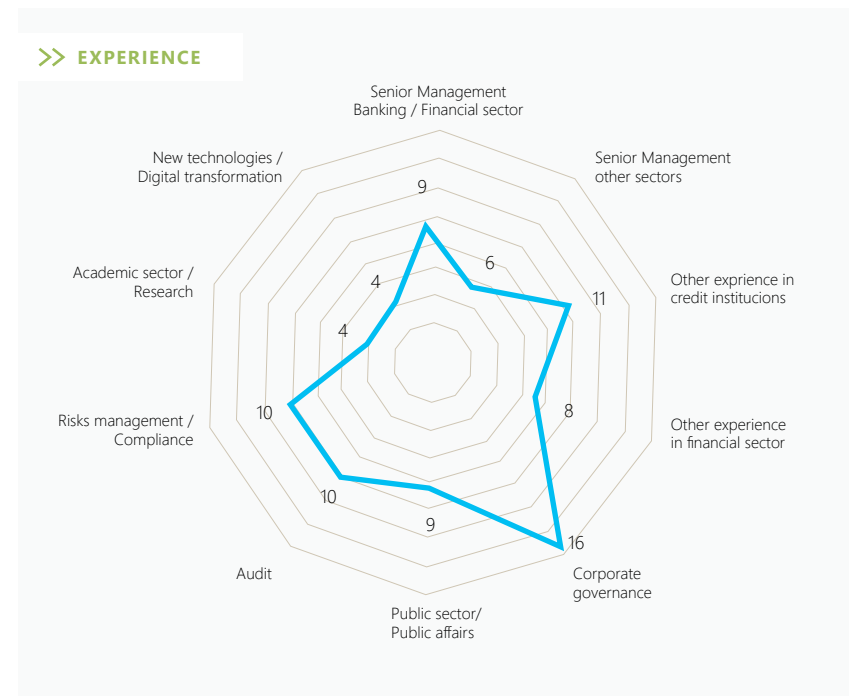 >> EXPERIENCE
Senior Management
Banking / Financial sector
9
Senior Management
other sectors
6
Other exprience in
credit institucions
11
Other experience
in financial sector
8
Corporate
governance
16
Public sector/
Public affairs
9
Audit
10
Risks management /
Compliance
10
Academic sector /
Research
4
New technologies /
Digital transformation
4